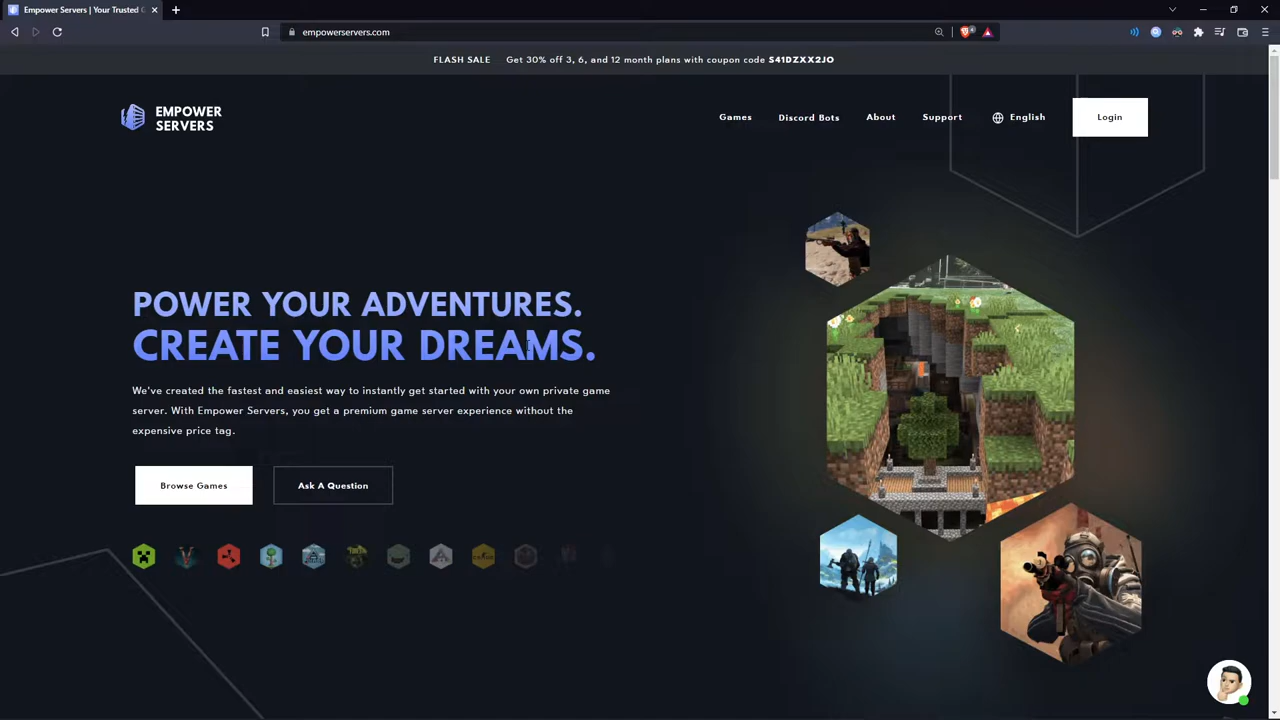 Empower Servers | Your Trusted G
empowerservers.com
4
FLASH SALE Get 30% off 3, 6, and 12 month plans with coupon code S41DZXX2JO
EMPOWER
SERVERS
Games Discord Bots About Support English Login
POWER YOUR ADVENTURES.
CREATE YOUR DREAMS.
We've created the fastest and easiest way to instantly get started with your own private game
server. With Empower Servers, you get a premium game server experience without the
expensive price tag.
Browse Games Ask A Question